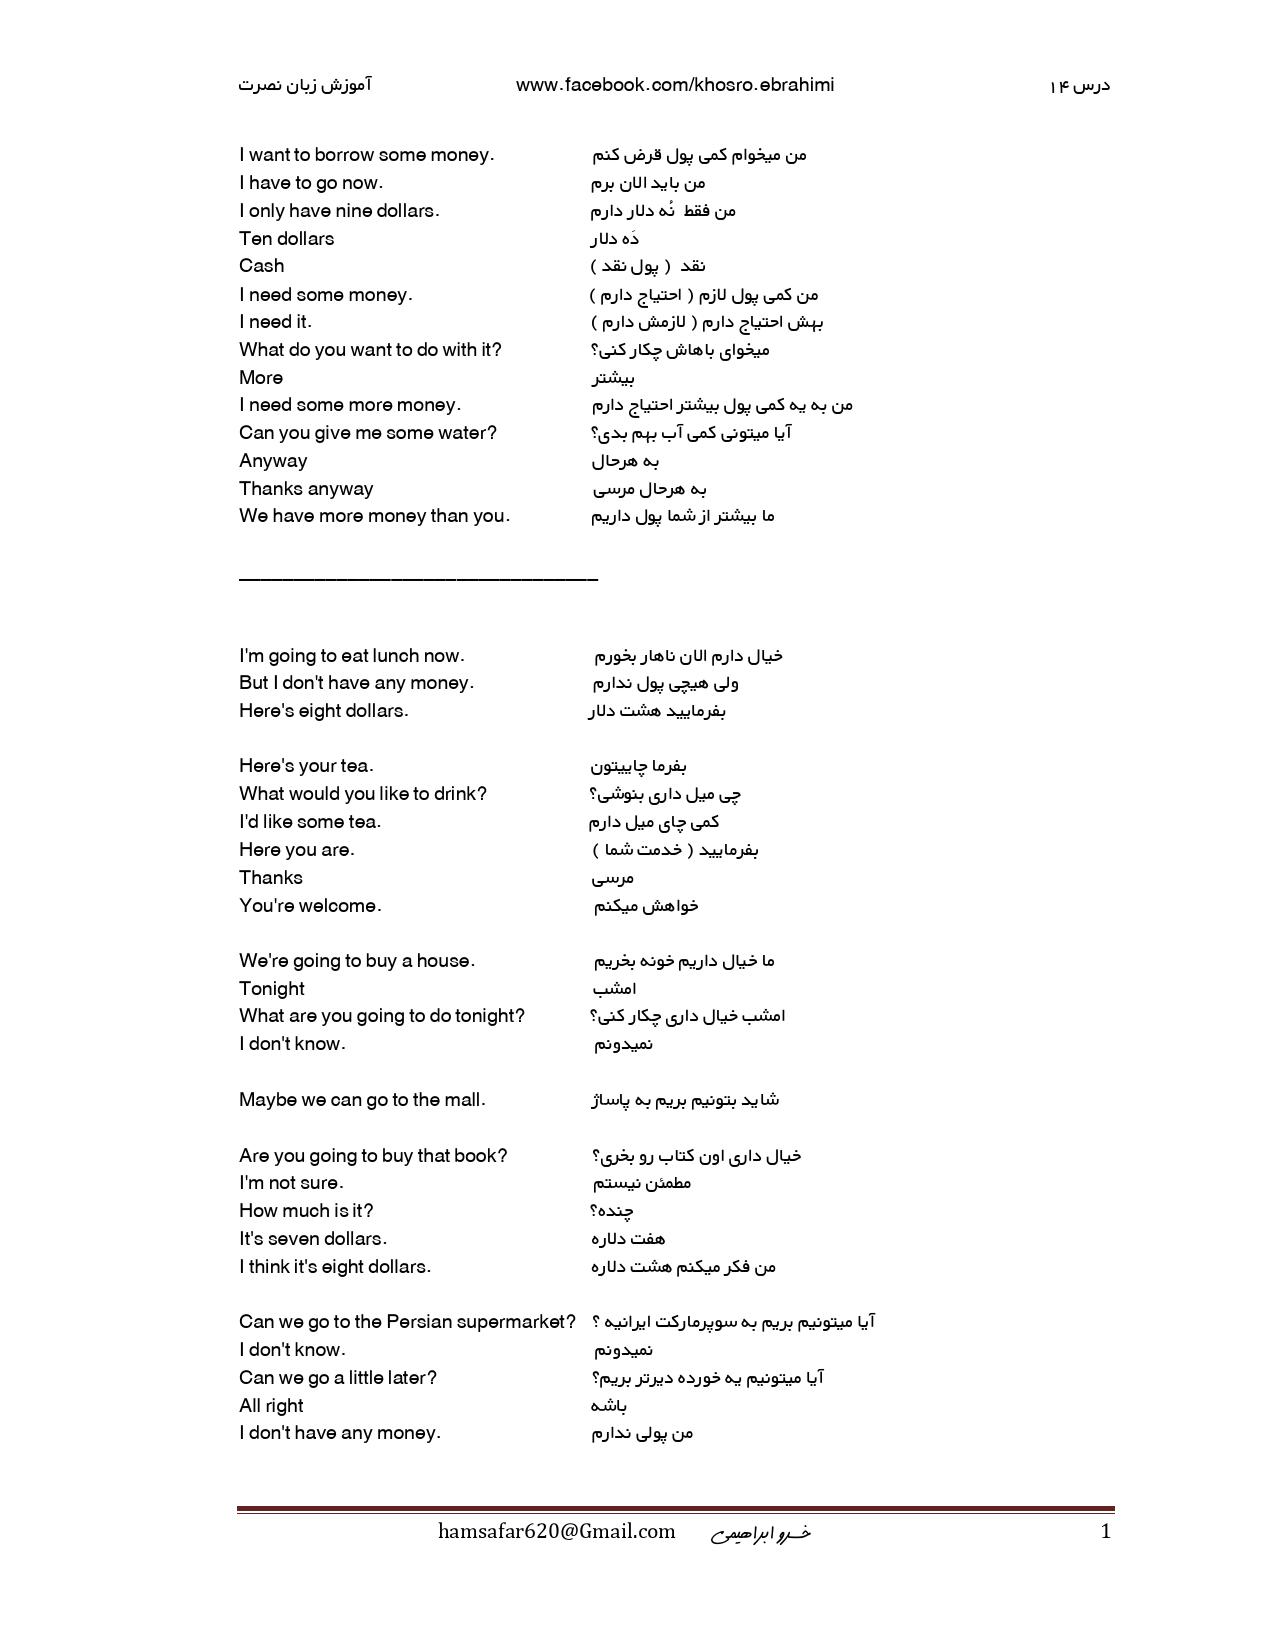 آموزش زبان نصرت www.facebook.com/khosro.ebrahimi درس ۱۴
I want to borrow some money. من میخوام کمی پول قرض کنم
I have to go now. من باید الان برم
I only have nine dollars. من فقط نُه دلار دارم
Ten dollars دَه دلار
Cash نقد ( پول نقد )
I need some money. من کمی پول لازم ( احتیاج دارم )
I need it. بهش احتیاج دارم ( لازمش دارم )
What do you want to do with it? میخوای باهاش چکار کنی؟
More بیشتر
I need some more money. من به یه کمی پول بیشتر احتیاج دارم
Can you give me some water? آیا میتونی کمی آب بهم بدی؟
Anyway به هرحال
Thanks anyway به هرحال مرسی
We have more money than you. ما بیشتر از شما پول داریم
I'm going to eat lunch now. خیال دارم الان ناهار بخورم
But I don't have any money. ولی هیچی پول ندارم
Here's eight dollars. بفرمایید هشت دلار
Here's your tea. بفرما چاییتون
What would you like to drink? چی میل داری بنوشی؟
I'd like some tea. کمی چای میل دارم
Here you are. بفرمایید ( خدمت شما )
Thanks مرسی
You're welcome. خواهش میکنم
We're going to buy a house. ما خیال داریم خونه بخریم
Tonight امشب
What are you going to do tonight? امشب خیال داری چکار کنی؟
I don't know. نمیدونم
Maybe we can go to the mall. شاید بتونیم بریم به پاساژ
Are you going to buy that book? خیال داری اون کتاب رو بخری؟
I'm not sure. مطمئن نیستم
How much is it? چنده؟
It's seven dollars. هفت دلاره
I think it's eight dollars. من فکر میکنم هشت دلاره
Can we go to the Persian supermarket? آیا میتونیم بریم به سوپرمارکت ایرانیه ؟
I don't know. نمیدونم
Can we go a little later? آیا میتونیم یه خورده دیرتر بریم؟
All right باشه
I don't have any money. من پولی ندارم
hamsafar620@Gmail.com خسرو ابراهیمی 1